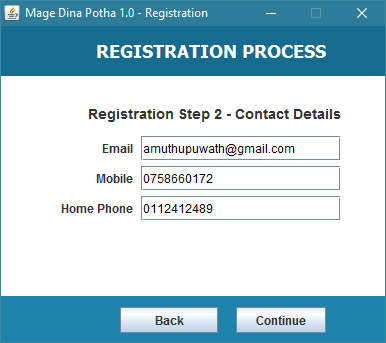 Mage Dina Potha 1.0 - Registration
REGISTRATION PROCESS
Registration Step 2 - Contact Details
Email amuthupuwath@gmail.com
Mobile 0758660172
Home Phone 0112412489
Back Continue